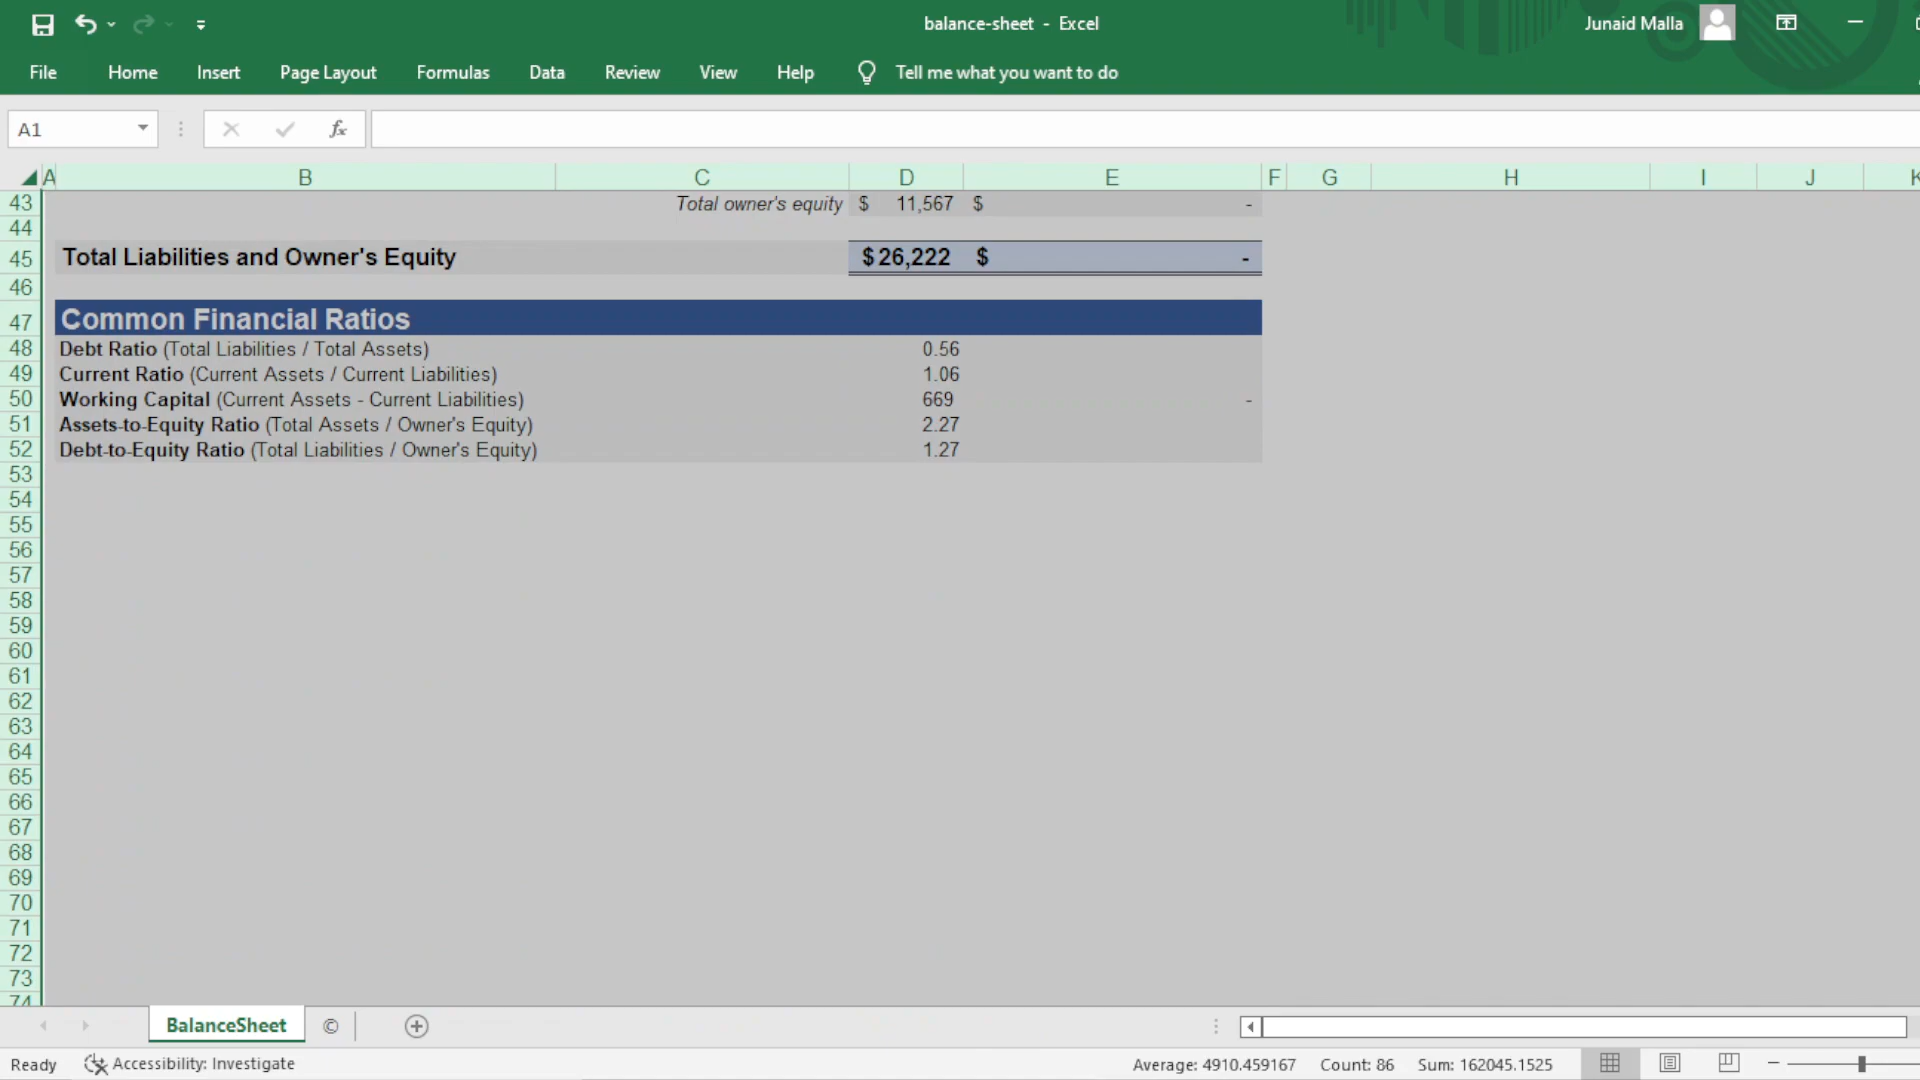 balance-sheet - Excel
Junaid Malla
File Home Insert Page Layout Formulas Data Review View Help Tell me what you want to do
A1 fx
A B C D E F G H I J K
43 Total owner's equity $ 11,567 $ -
44
45 Total Liabilities and Owner's Equity $ 26,222 $ -
46
47 Common Financial Ratios
48 Debt Ratio (Total Liabilities / Total Assets) 0.56
49 Current Ratio (Current Assets / Current Liabilities) 1.06
50 Working Capital (Current Assets - Current Liabilities) 669 -
51 Assets-to-Equity Ratio (Total Assets / Owner's Equity) 2.27
52 Debt-to-Equity Ratio (Total Liabilities / Owner's Equity) 1.27
53
54
55
56
57
58
59
60
61
62
63
64
65
66
67
68
69
70
71
72
73
74
BalanceSheet ©
Ready Accessibility: Investigate Average: 4910.459167 Count: 86 Sum: 162045.1525